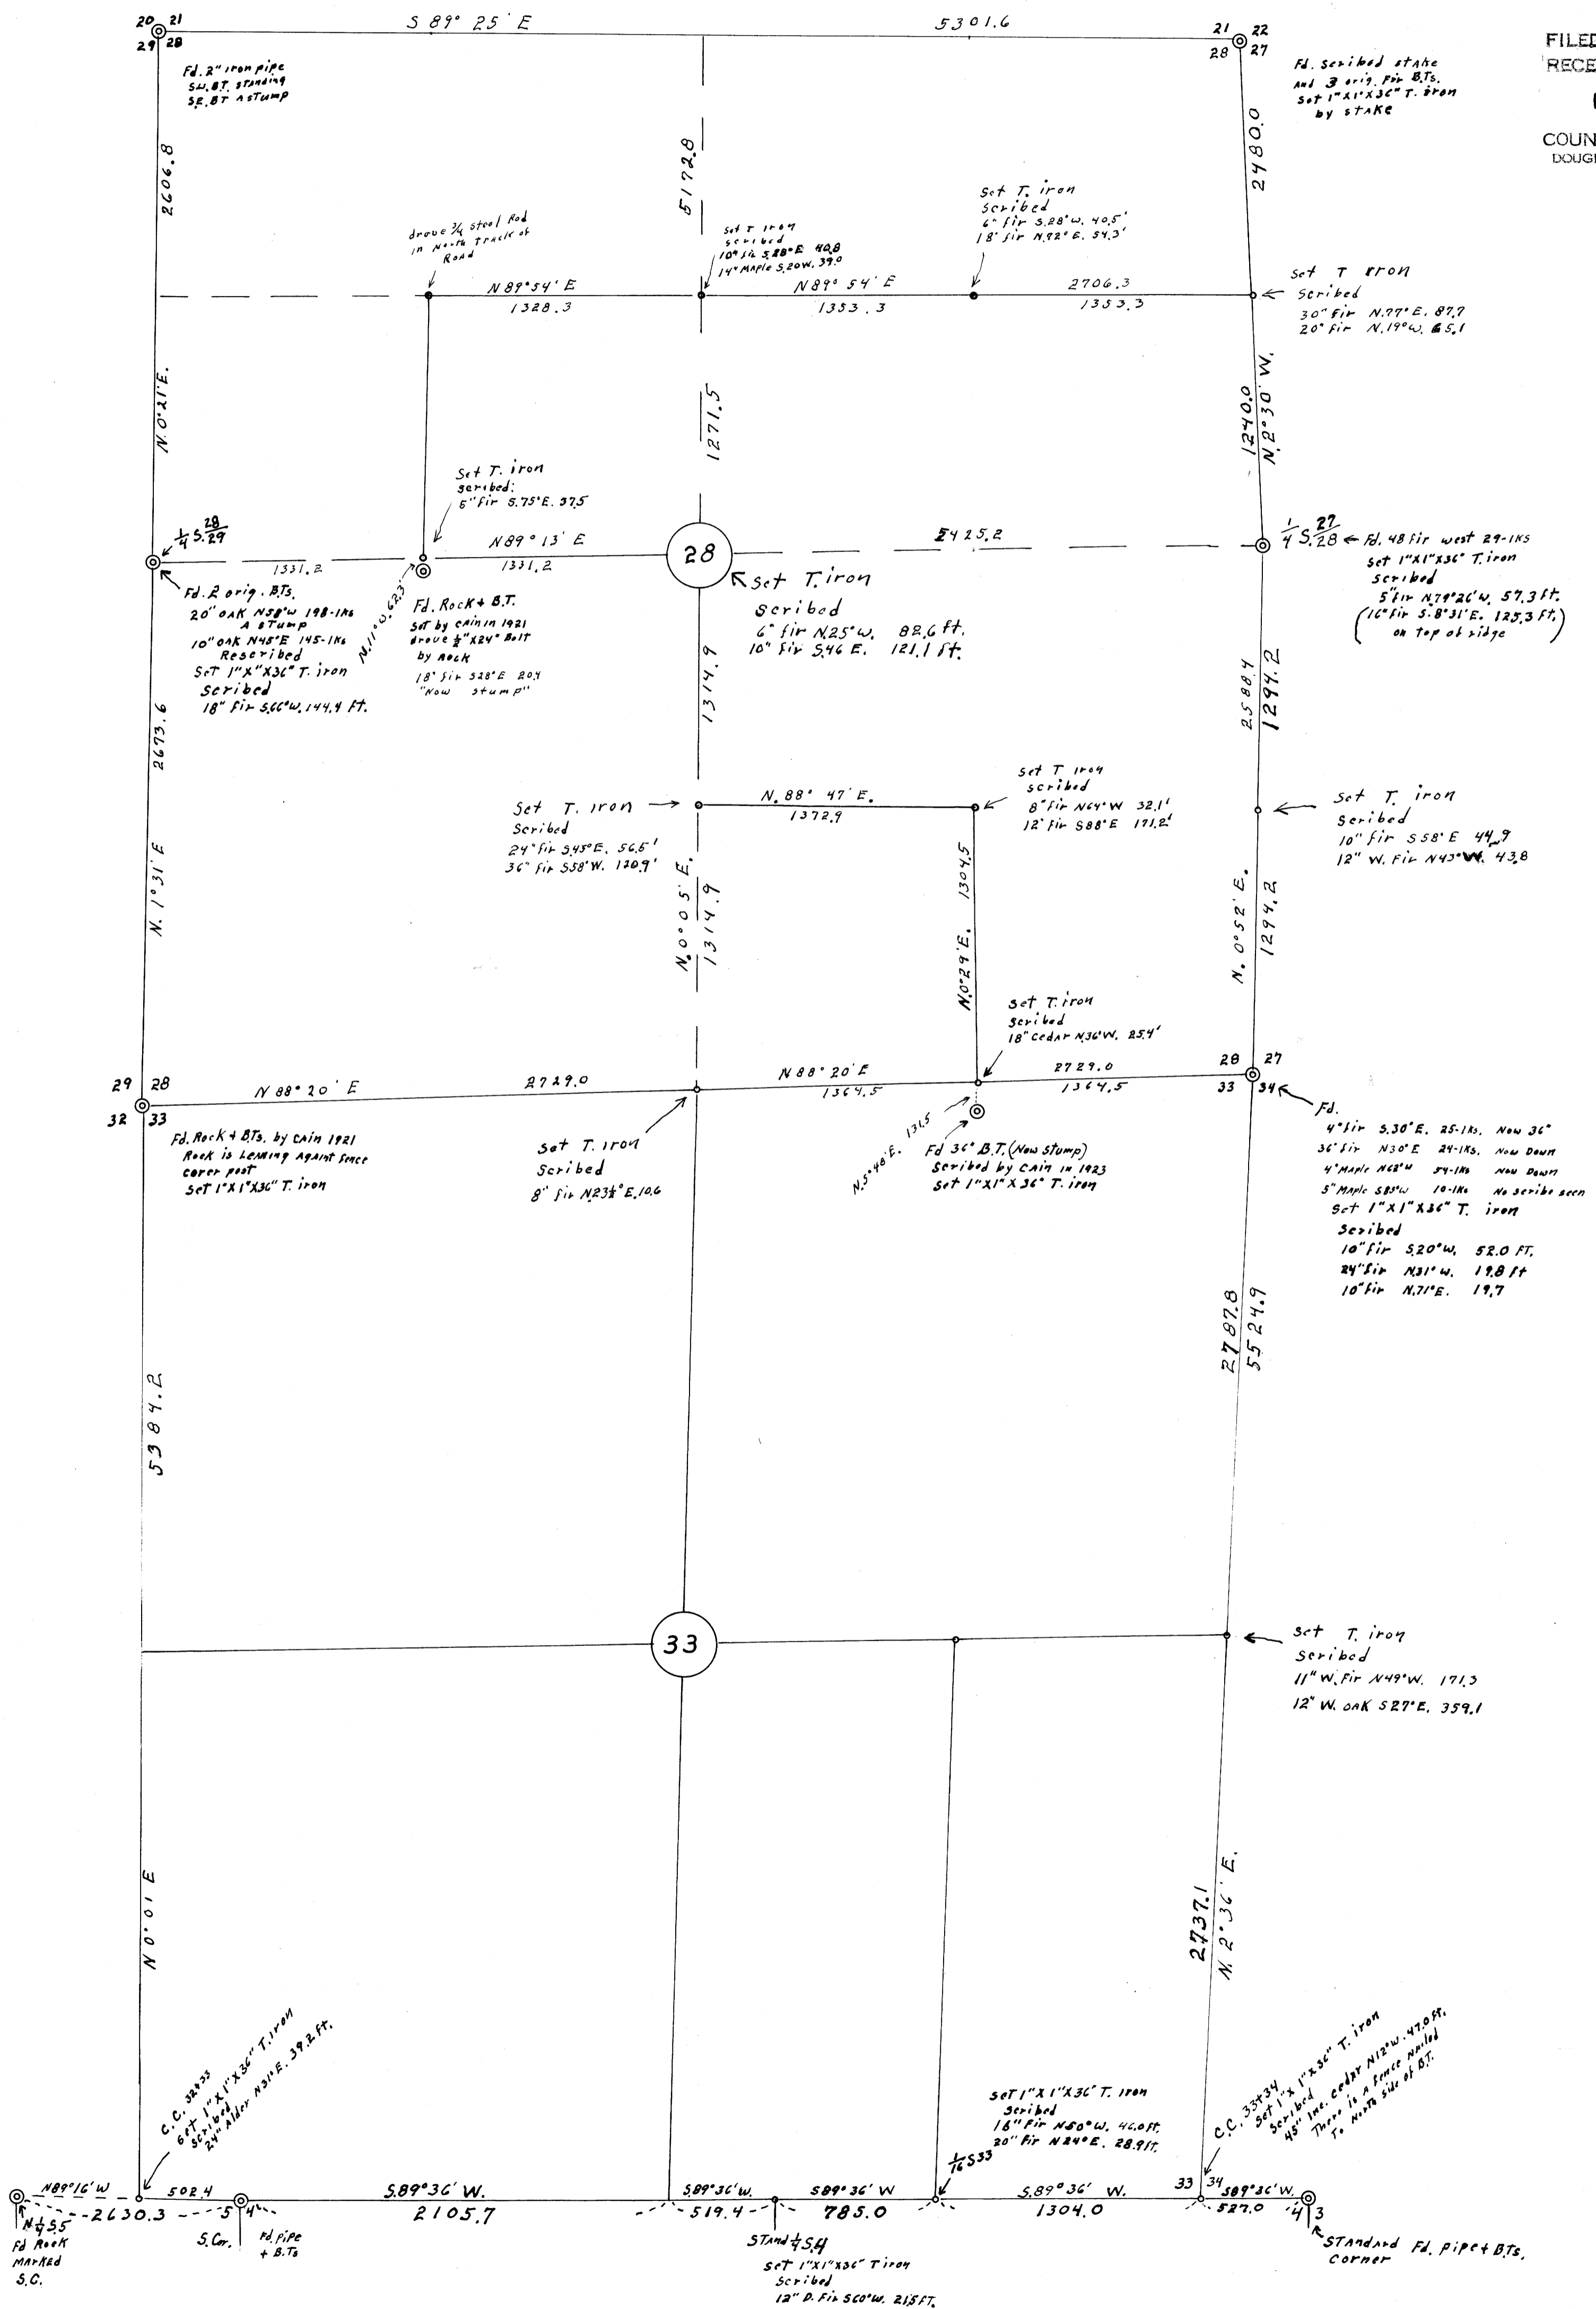 20 21
29 28
S 89° 25' E
5301.6
21 22
28 27
FILED
RECE
COUN
DOUG
Fd. 2" iron pipe
S.W. B.T. standing
S.E. BT A stump
Fd. scribed stake
And 3 orig. Fir B.Ts.
Set 1"X1"X36" T. iron
by stake
2606.8
5172.8
2480.0
drove 3/4 steel Rod
in North Track of
Road
Set T iron
scribed
10" fir S.28°E 40.8
14" Maple S.20W. 39.0
Set T. iron
Scribed
6" fir S.28°W. 40.5'
18" fir N.72°E. 54.3'
N89°54' E
1328.3
N89° 54' E
1353.3
2706.3
1353.3
Set T iron
Scribed
30" Fir N.77°E. 87.7
20" fir N.19°W. 65.1
N.0°21'E.
1271.5
1240.0
N.2°30'W.
Set T. iron
scribed:
6" fir S.75°E. 37.5
1/4 S. 28/29
1331.2
N89°13' E
1331.2
28
5425.2
1/4 S. 27/28
Fd. 48 fir west 29-lks
Set 1"X1"X36" T. iron
scribed
5" fir N.79°26'W. 57.3 ft.
(16" fir S.8°31'E. 125.3 ft.)
on top of ridge
Fd. 2 orig. B.Ts.
20" OAK N58°W 198-lks
A stump
10" OAK N45°E 145-lks
Rescribed
Set 1"X"X36" T. iron
Scribed
18" Fir S.66°W. 144.4 ft.
N.11°W. 62.3
Fd. Rock + B.T.
Set by CAin in 1921
drove 1/2"X24" Bolt
by Rock
18" fir S28°E 20.4
"Now stump"
Set T. iron
Scribed
6" fir N.25°W. 82.6 ft.
10" fir S.46 E. 121.1 ft.
2673.6
N. 1°31'E
1314.9
2588.4
1294.2
Set T. iron
Scribed
24" fir S.45°E. 56.5'
36" fir S58°W. 120.9'
N. 88° 47' E.
1372.9
Set T iron
scribed
8" fir N64°W 32.1'
12" fir S88°E 171.2'
Set T. iron
Scribed
10" fir S58°E 44.9
12" W. Fir N43°W. 43.8
N.0°05' E.
1314.9
N.0°29'E. 1304.5
N. 0°52' E.
1294.2
Set T. iron
scribed
18" Cedar N.36°W. 25.4'
29 28
32 33
N 88° 20' E
2729.0
N 88° 20' E
1364.5
2729.0
1364.5
28 27
33 34
Fd. Rock + B.Ts. by CAin 1921
Rock is Leaning Againt fence
corer post
Set 1"X1"X36" T. iron
Set T. iron
Scribed
8" fir N.23½°E. 10.6
N.5°48'E. 131.5
Fd 36" B.T. (Now stump)
Scribed by CAin in 1923
Set 1"X1"X36" T. iron
Fd.
4" fir S.30°E. 25-lks. Now 36"
36" fir N30°E 24-lks. Now Down
4" Maple N62°W 54-lks Now Down
5" Maple S85°W 10-lks No scribe seen
Set 1"X1"X36" T. iron
Scribed
10" fir S.20°W. 52.0 FT.
24" fir N.31°W. 19.8 ft
10" fir N.71°E. 19.7
5384.2
2787.8
5524.9
33
Set T. iron
Scribed
11" W. Fir N49°W. 171.3
12" W. OAK S27°E. 359.1
N 0°01 E
2737.1
N. 2° 36' E.
C.C. 32+33
Set 1"X1"X36" T. iron
Scribed
24" Alder N31°E. 39.2 Ft.
Set 1"X1"X36" T. iron
Scribed
16" Fir N50°W. 46.0 ft.
20" Fir N24°E. 28.9 ft.
1/16 S33
C.C. 33+34
Set 1"X1"X36" T. iron
Scribed
45" Inc. cedar N12°W. 47.0 ft.
There is A fence Nailed
To North side of B.T.
N89°16'W
502.4
2630.3
5 4
S.89°36' W.
2105.7
S.89°36'W.
519.4
S89°36' W
785.0
S.89°36' W.
1304.0
33 34
S89°36'W.
527.0
4 3
N¼S.5
Fd Rock
MARKED
S.C.
S. Cor.
Fd. pipe
+ B.Ts
STANd ¼ S.4
Set 1"X1"X36" T iron
Scribed
12" D. Fir S60°W. 21.5 FT.
STANdArd Fd. pipe + B.Ts.
corner